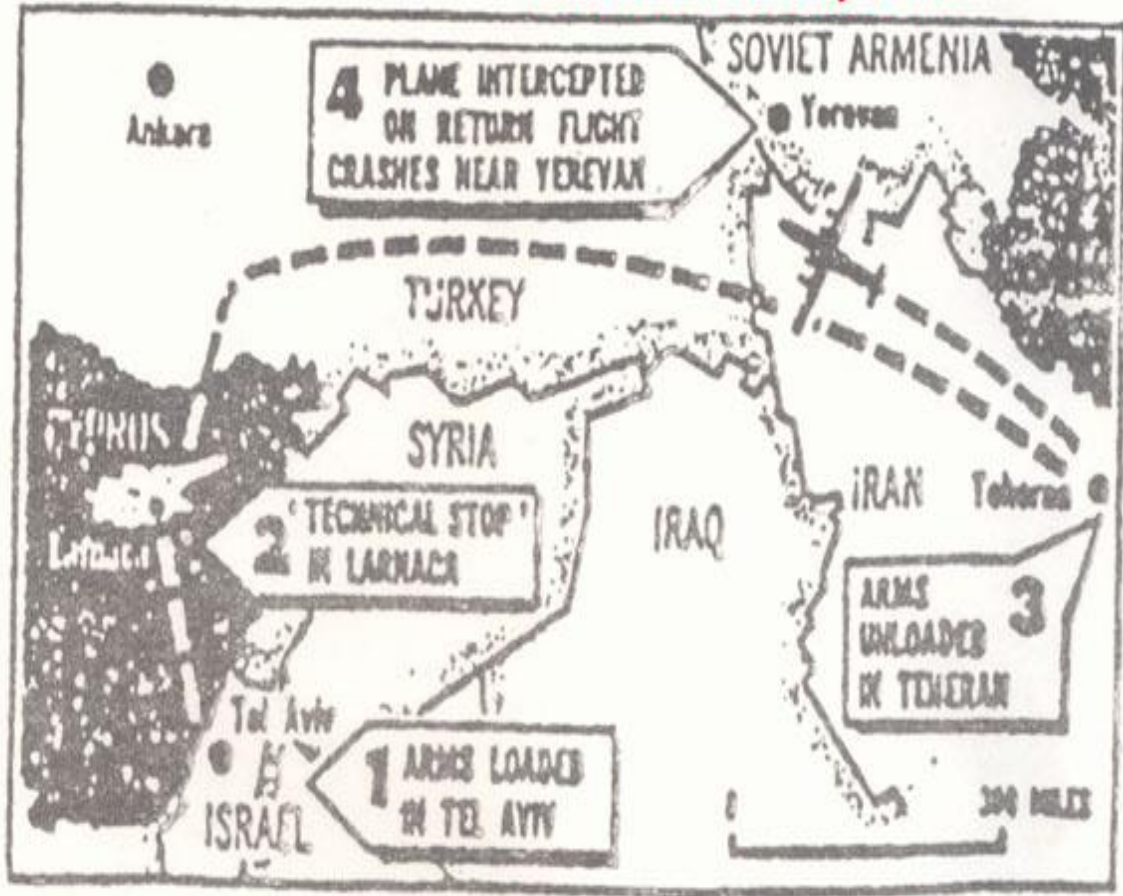 SOVIET ARMENIA
Yerevan
Ankara
4 PLANE INTERCEPTED
ON RETURN FLIGHT
CRASHES NEAR YEREVAN
TURKEY
CYPRUS
Larnaca
SYRIA
2 'TECHNICAL STOP'
IN LARNACA
IRAQ
IRAN
Teheran
3 ARMS
UNLOADED
IN TEHERAN
Tel Aviv
ISRAEL
1 ARMS LOADED
IN TEL AVIV
0 300 MILES